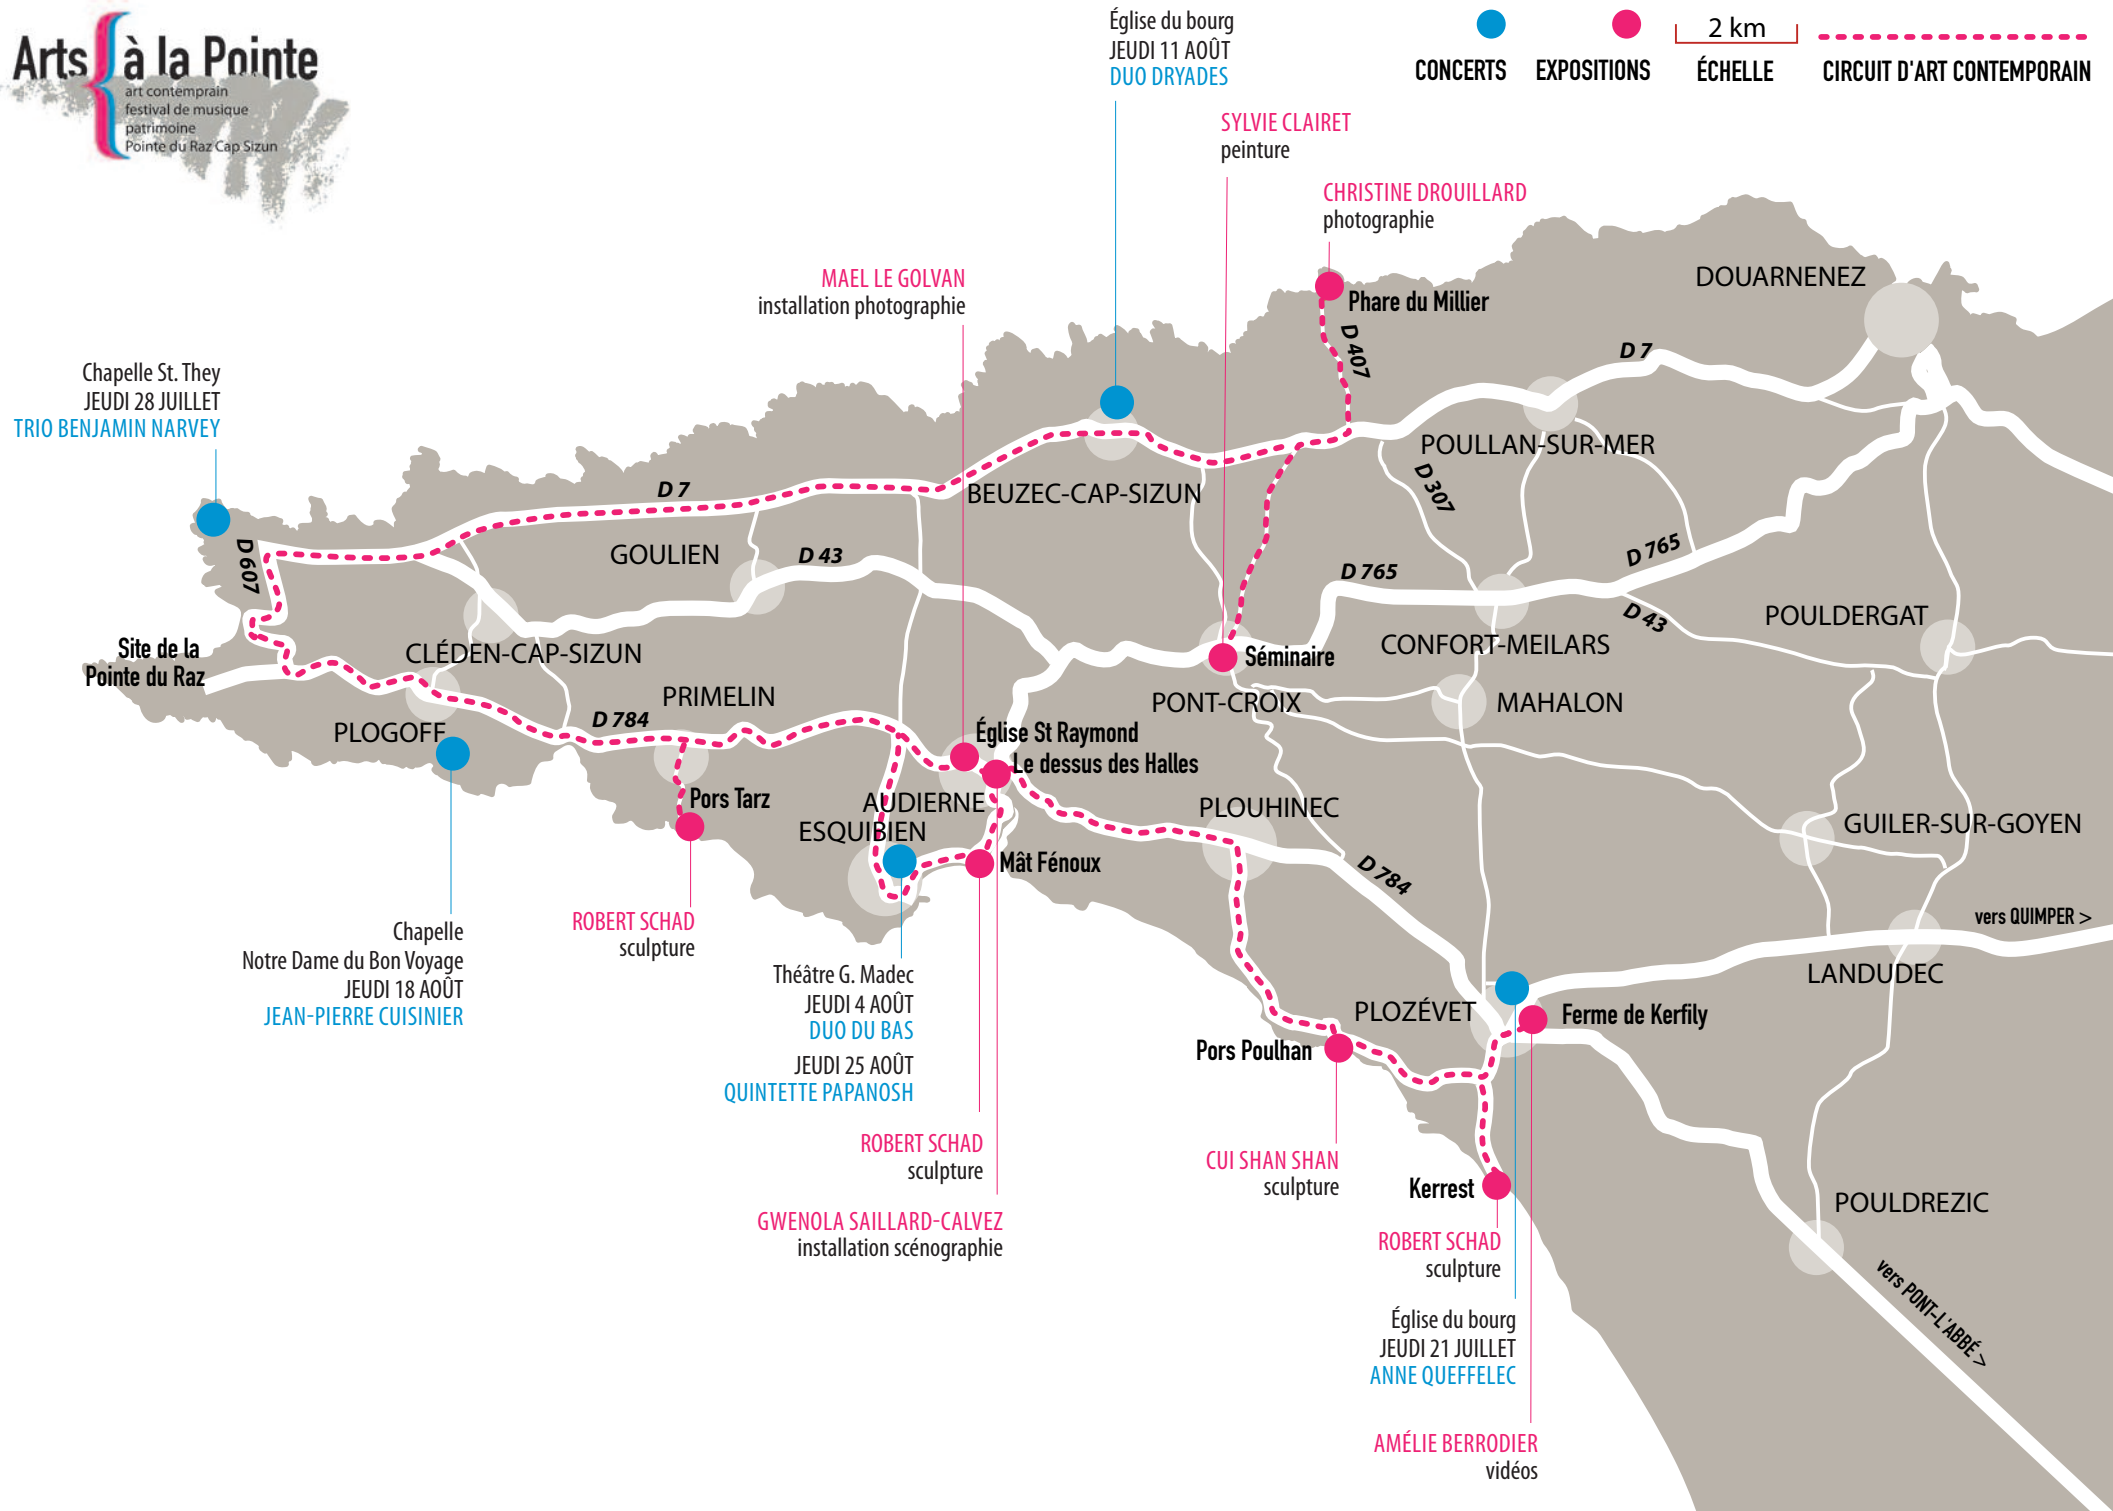 Arts à la Pointe
art contemprain
festival de musique
patrimoine
Pointe du Raz Cap Sizun
Église du bourg
JEUDI 11 AOÛT
DUO DRYADES
CONCERTS
EXPOSITIONS
2 km
ÉCHELLE
CIRCUIT D'ART CONTEMPORAIN
SYLVIE CLAIRET
peinture
CHRISTINE DROUILLARD
photographie
MAEL LE GOLVAN
installation photographie
Phare du Millier
DOUARNENEZ
D 407
D 7
Chapelle St. They
JEUDI 28 JUILLET
TRIO BENJAMIN NARVEY
POULLAN-SUR-MER
D 307
BEUZEC-CAP-SIZUN
D 7
D 607
GOULIEN
D 43
D 765
D 765
D 43
POULDERGAT
Site de la
Pointe du Raz
CLÉDEN-CAP-SIZUN
Séminaire
CONFORT-MEILARS
PRIMELIN
PONT-CROIX
MAHALON
D 784
PLOGOFF
Église St Raymond
Le dessus des Halles
Pors Tarz
AUDIERNE
ESQUIBIEN
PLOUHINEC
GUILER-SUR-GOYEN
Mât Fénoux
D 784
vers QUIMPER >
ROBERT SCHAD
sculpture
Chapelle
Notre Dame du Bon Voyage
JEUDI 18 AOÛT
JEAN-PIERRE CUISINIER
Théâtre G. Madec
JEUDI 4 AOÛT
DUO DU BAS
JEUDI 25 AOÛT
QUINTETTE PAPANOSH
LANDUDEC
PLOZÉVET
Ferme de Kerfily
Pors Poulhan
ROBERT SCHAD
sculpture
CUI SHAN SHAN
sculpture
Kerrest
POULDREZIC
GWENOLA SAILLARD-CALVEZ
installation scénographie
ROBERT SCHAD
sculpture
vers PONT-L'ABBÉ >
Église du bourg
JEUDI 21 JUILLET
ANNE QUEFFELEC
AMÉLIE BERRODIER
vidéos